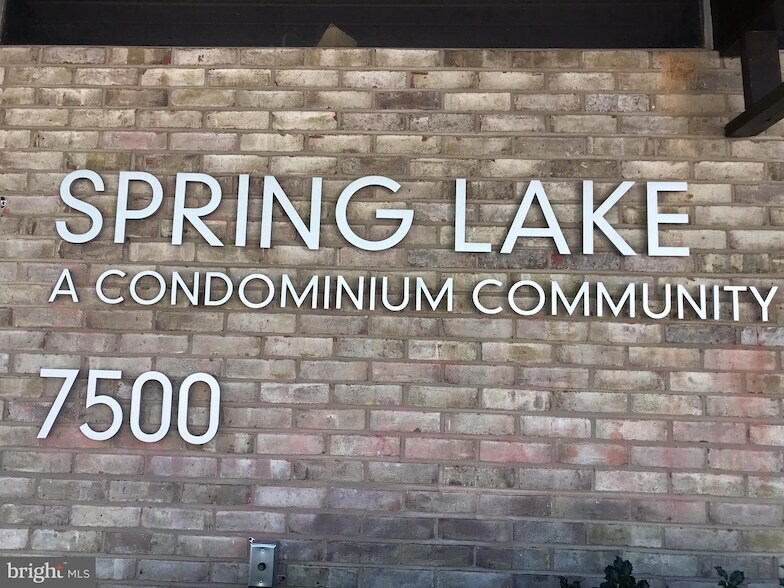 SPRING LAKE
A CONDOMINIUM COMMUNITY
7500
bright MLS